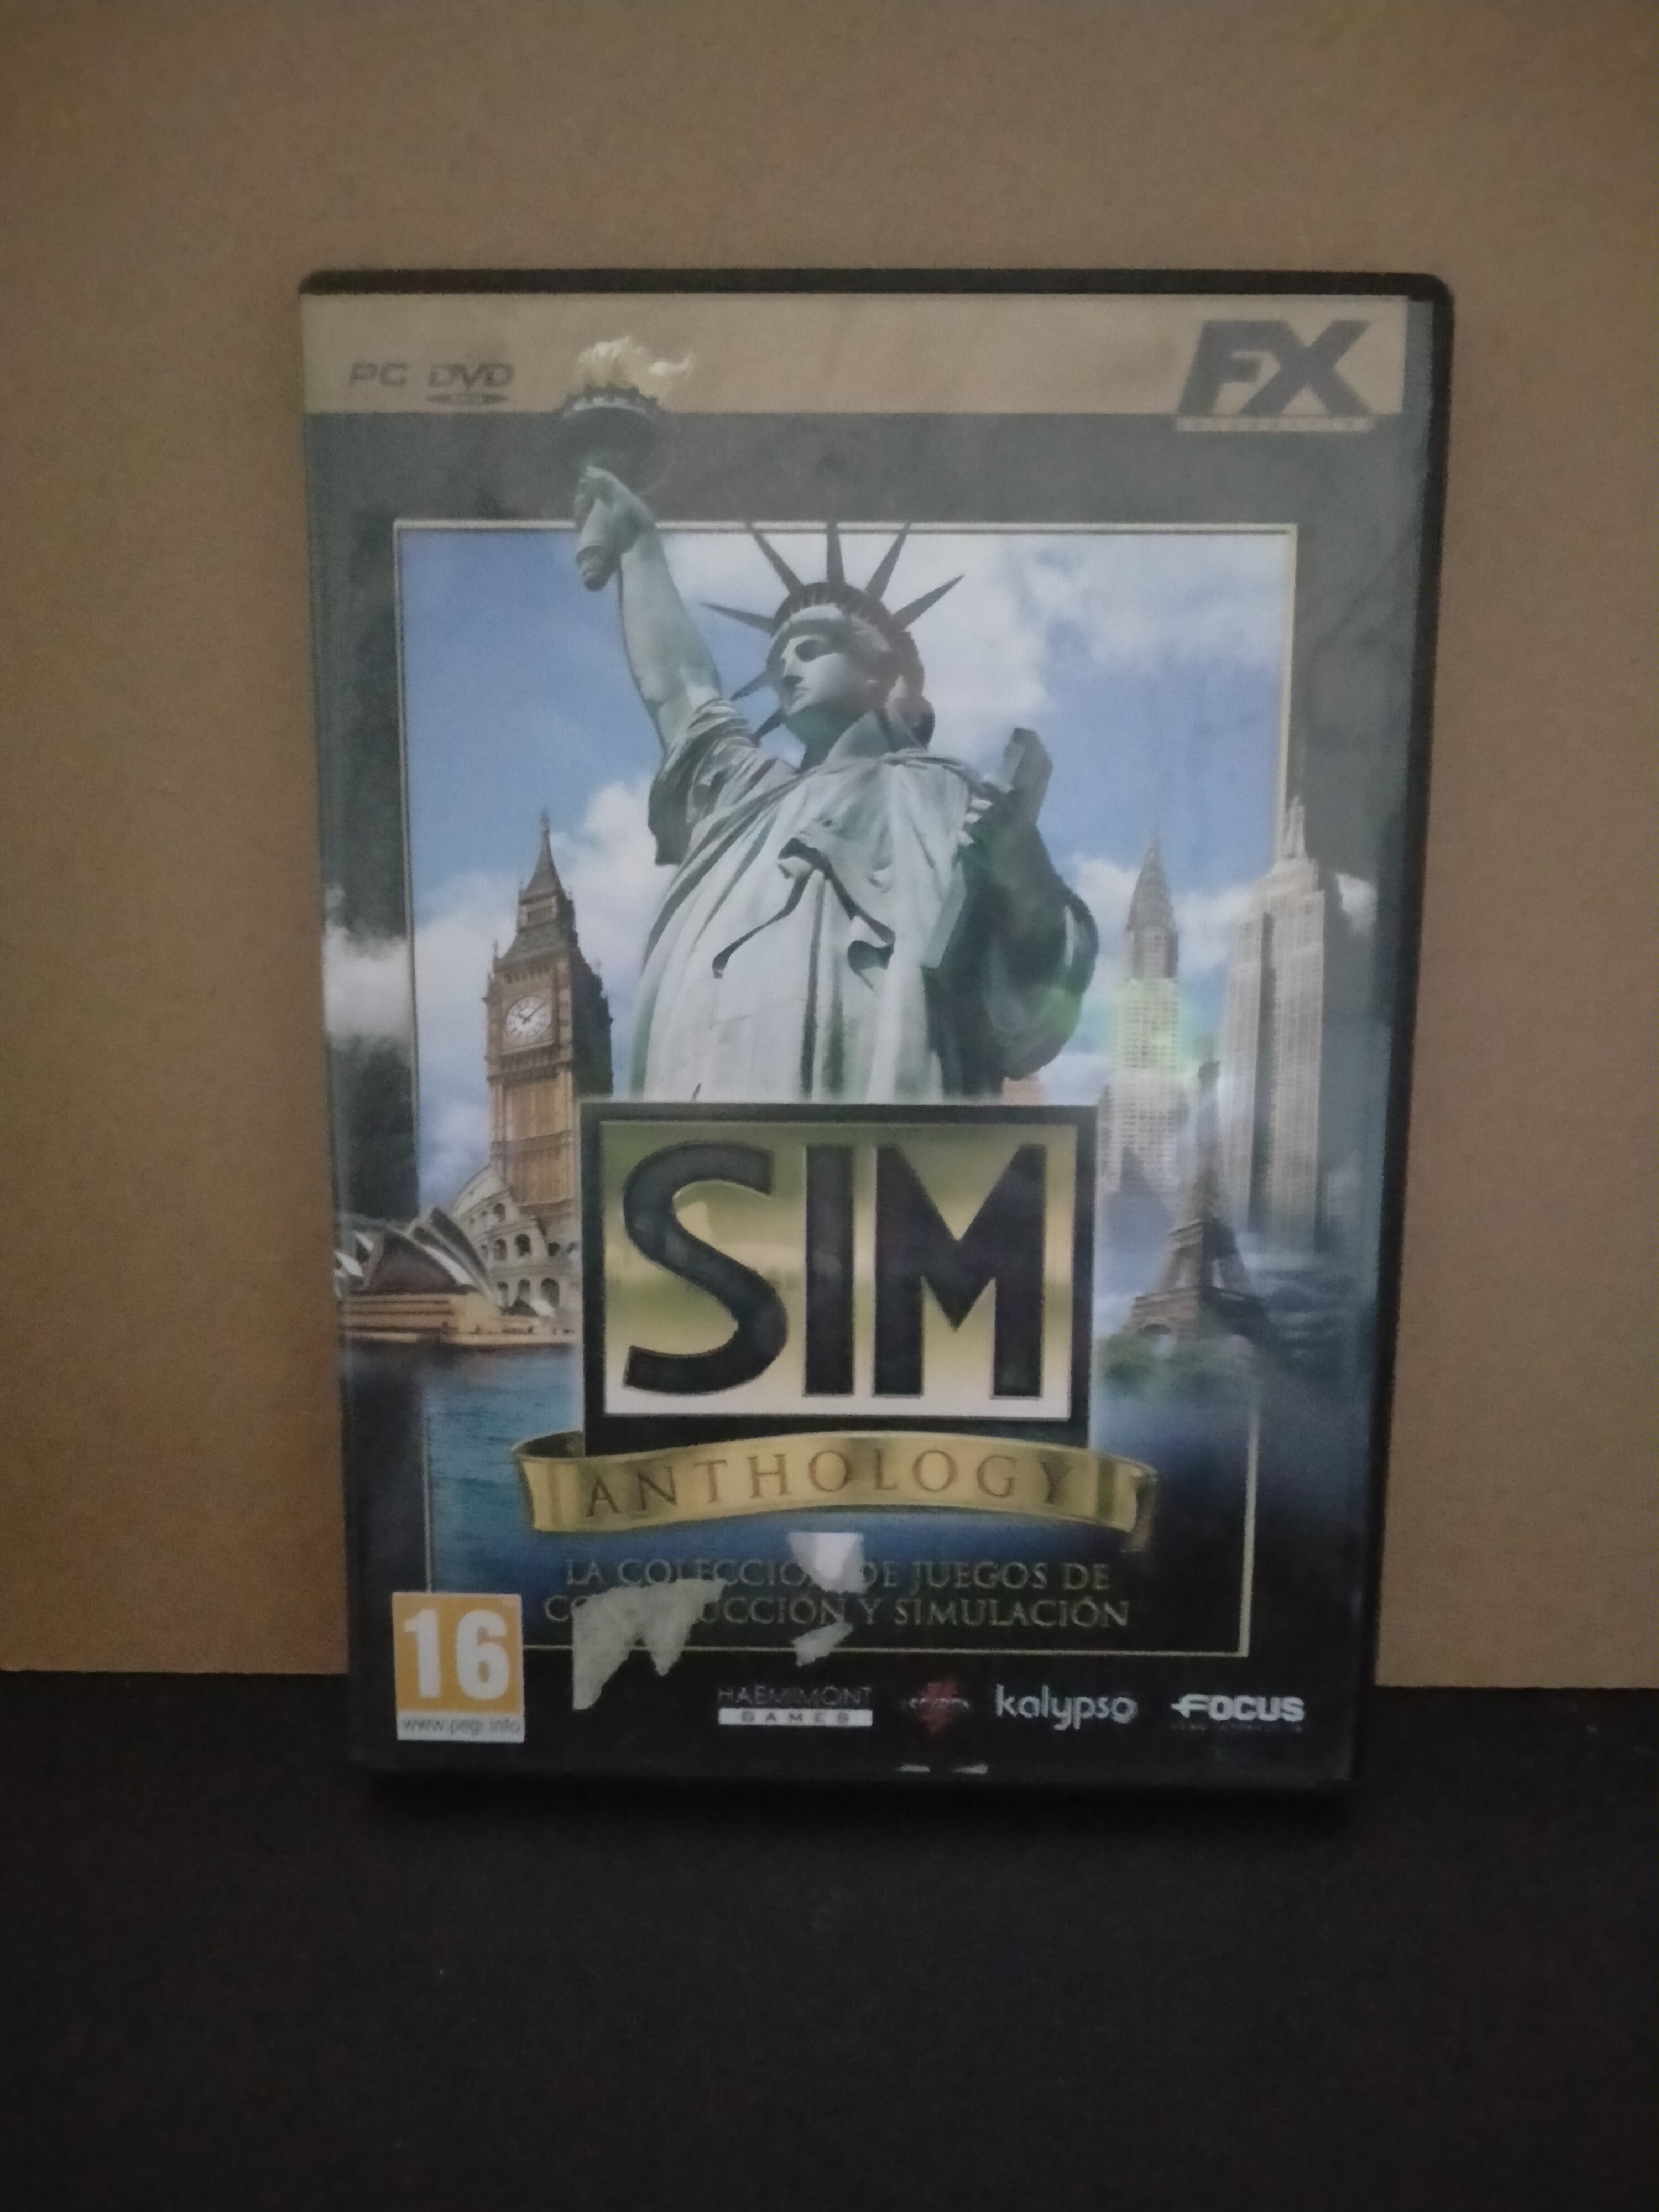 PC DVD
FX
SIM
ANTHOLOGY
LA COLECCIÓN DE JUEGOS DE
CO UCCIÓN Y SIMULACIÓN
16
www.pegi.info
HAEMIMONT
GAMES
kalypso
FOCUS